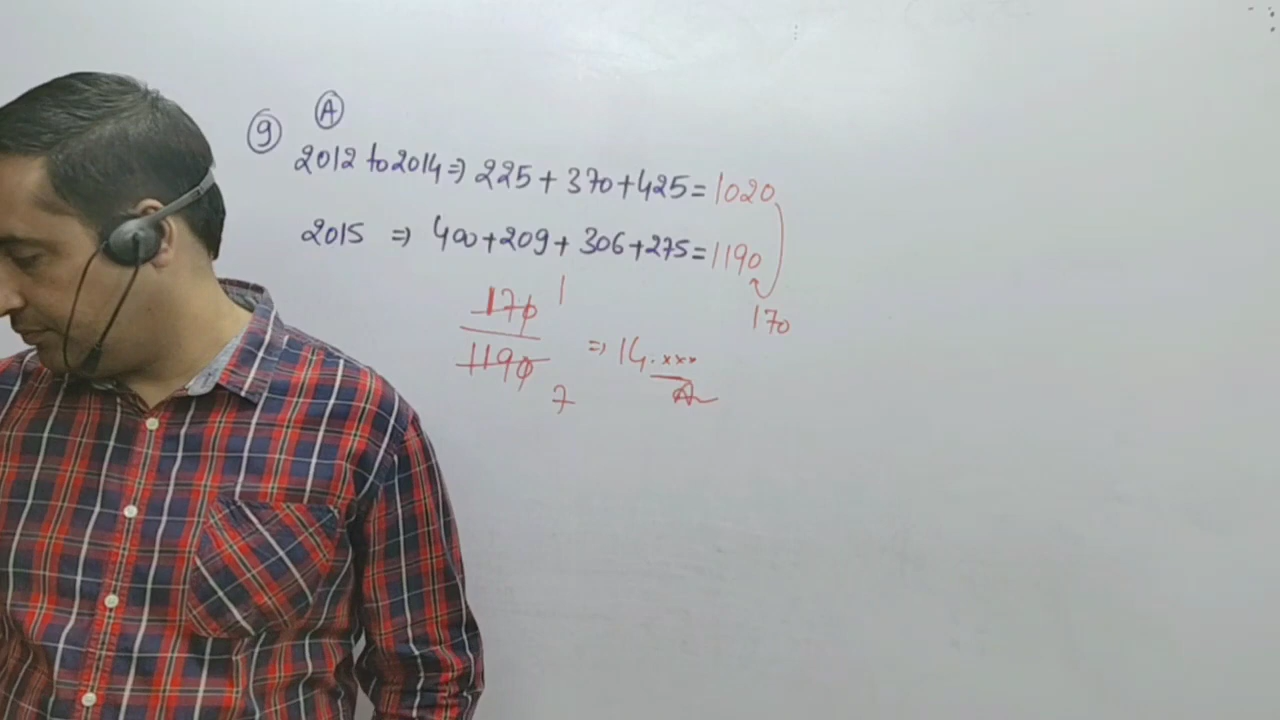 Ⓐ
⑨
2012 to 2014 ⇒ 225 + 370 + 425 = 1020
2015 ⇒ 400 + 209 + 306 + 275 = 1190
170
170 1
1190 7
⇒ 14.xxx